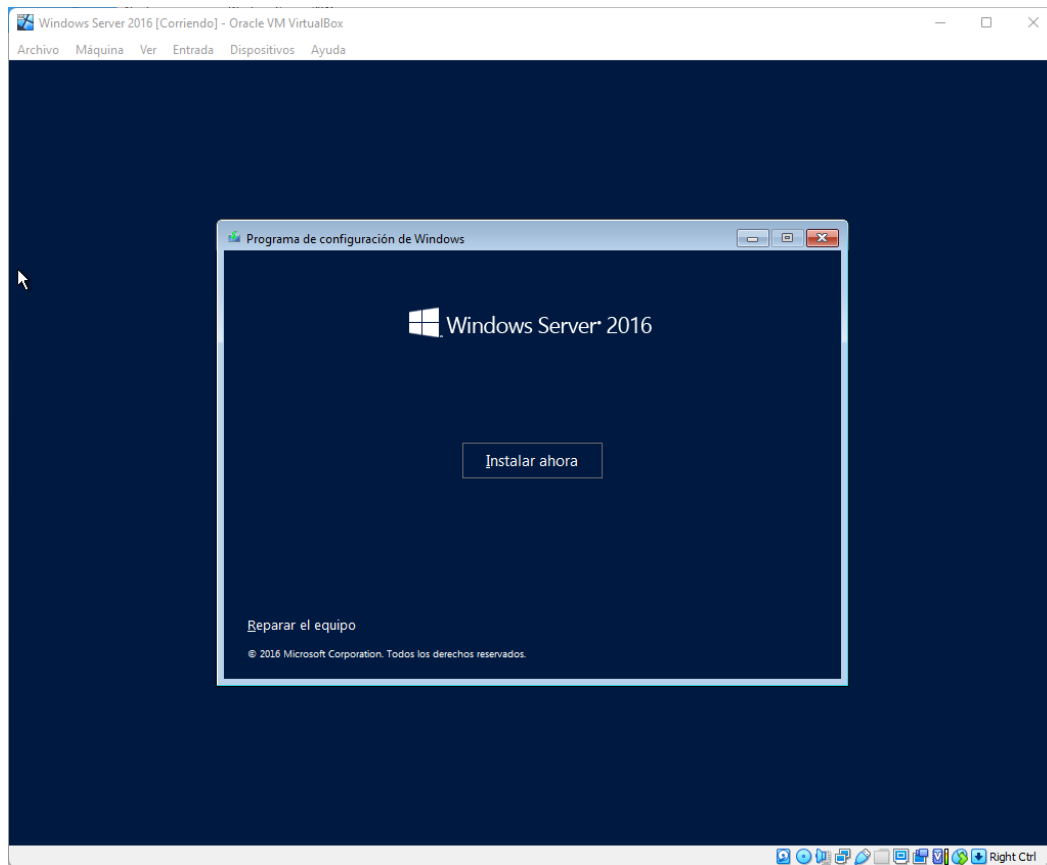 Windows Server 2016 [Corriendo] - Oracle VM VirtualBox
Archivo Máquina Ver Entrada Dispositivos Ayuda
Programa de configuración de Windows
Windows Server 2016
Instalar ahora
Reparar el equipo
© 2016 Microsoft Corporation. Todos los derechos reservados.
Right Ctrl